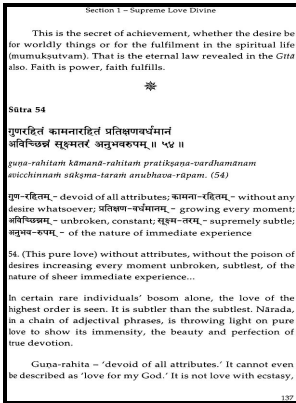 Section 1 – Supreme Love Divine
This is the secret of achievement, whether the desire be
for worldly things or for the fulfilment in the spiritual life
(mumukṣutvam). That is the eternal law revealed in the Gītā
also. Faith is power, faith fulfills.
Sūtra 54
गुणरहितं कामनारहितं प्रतिक्षणवर्धमानं
अविच्छिन्नं सूक्ष्मतरं अनुभवरुपम् ॥ ५४ ॥
guṇa-rahitaṁ kāmanā-rahitaṁ pratikṣaṇa-vardhamānam
avicchinnaṁ sūkṣma-taram anubhava-rūpam. (54)
गुण-रहितम् – devoid of all attributes; कामना-रहितम् – without any
desire whatsoever; प्रतिक्षण-वर्धमानम् – growing every moment;
अविच्छिन्नम् – unbroken, constant; सूक्ष्म-तरम् – supremely subtle;
अनुभव-रुपम् – of the nature of immediate experience
54. (This pure love) without attributes, without the poison of
desires increasing every moment unbroken, subtlest, of the
nature of sheer immediate experience...
In certain rare individuals' bosom alone, the love of the
highest order is seen. It is subtler than the subtlest. Nārada,
in a chain of adjectival phrases, is throwing light on pure
love to show its immensity, the beauty and perfection of
true devotion.
Guṇa-rahita – 'devoid of all attributes.' It cannot even
be described as 'love for my God.' It is not love with ecstasy,
137